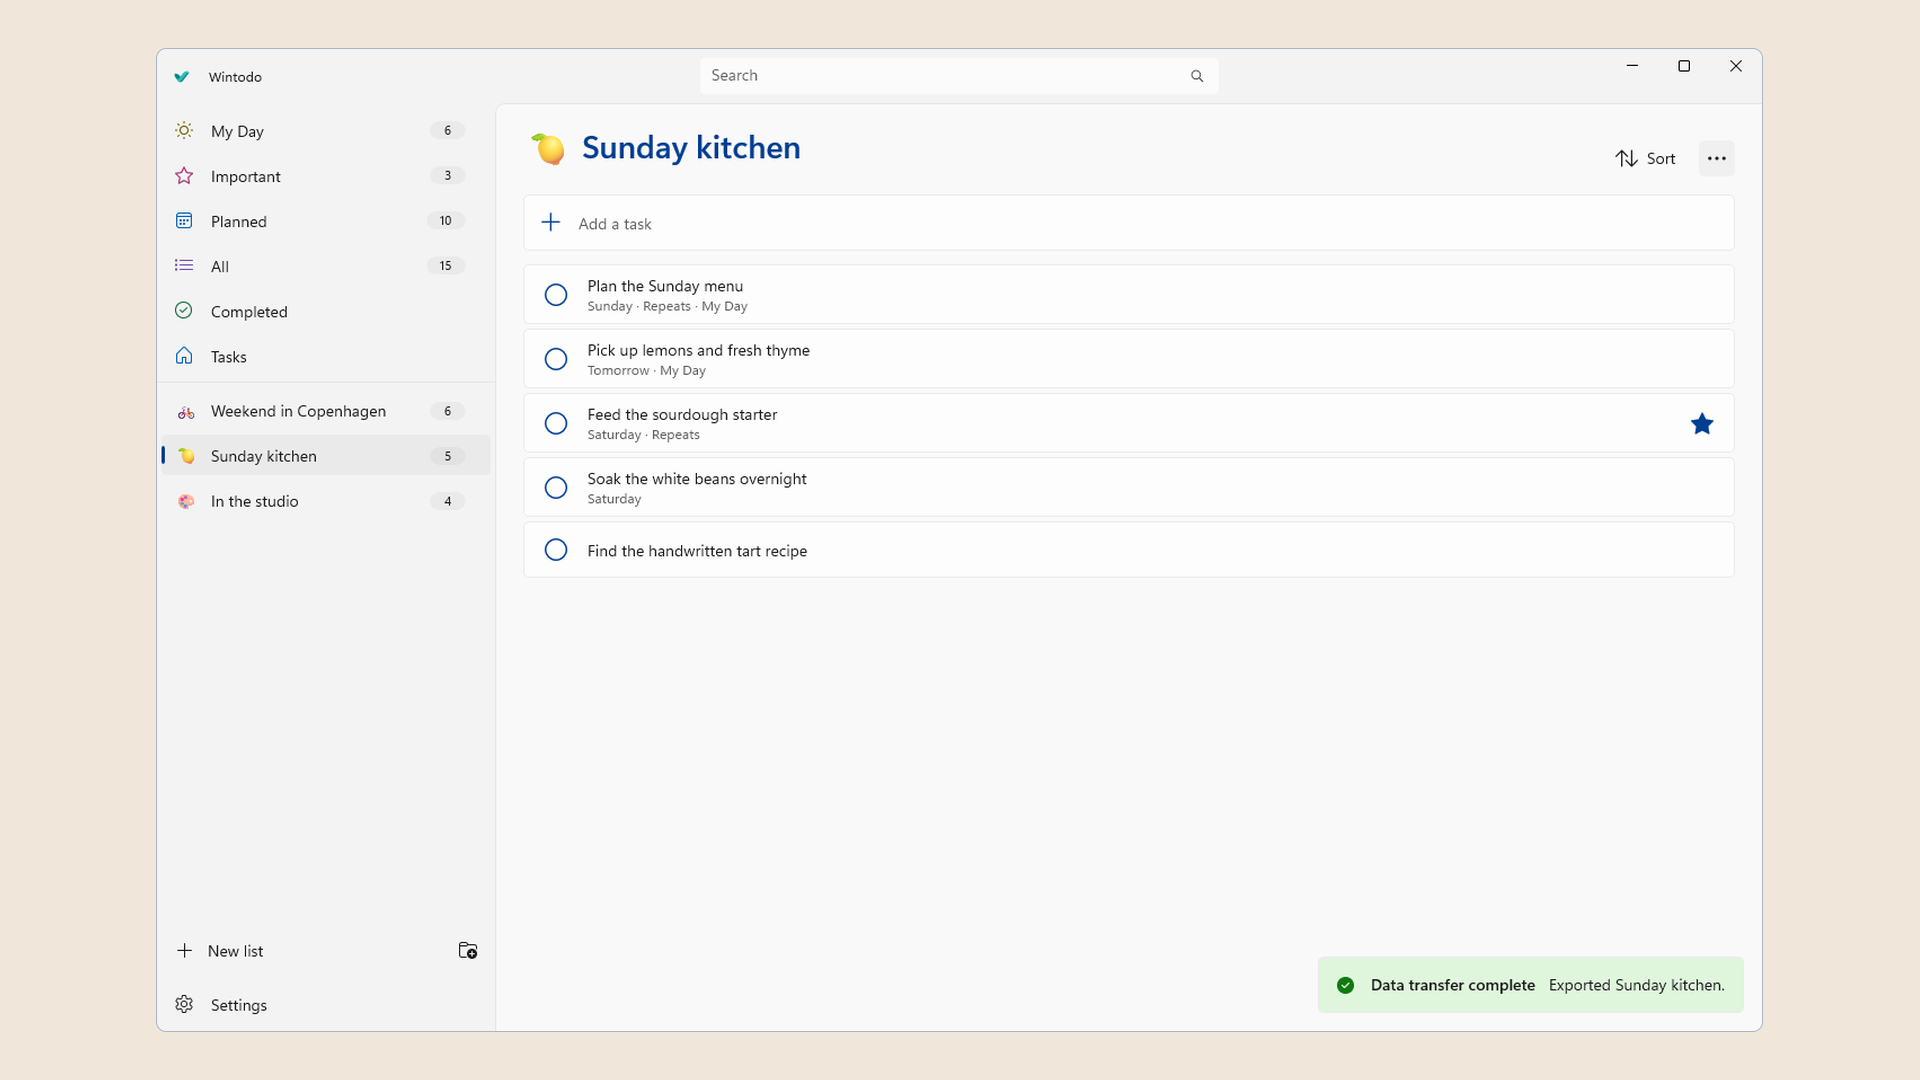 Wintodo
Search
My Day 6
Important 3
Planned 10
All 15
Completed
Tasks
Weekend in Copenhagen 6
Sunday kitchen 5
In the studio 4
New list
Settings
Sunday kitchen
Sort
Add a task
Plan the Sunday menu
Sunday · Repeats · My Day
Pick up lemons and fresh thyme
Tomorrow · My Day
Feed the sourdough starter
Saturday · Repeats
Soak the white beans overnight
Saturday
Find the handwritten tart recipe
Data transfer complete Exported Sunday kitchen.